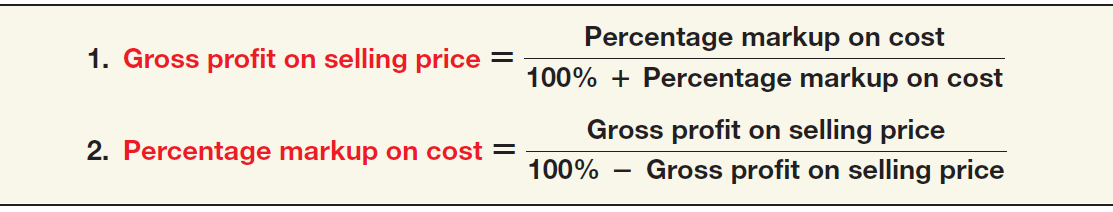 1. Gross profit on selling price = Percentage markup on cost
100% + Percentage markup on cost
2. Percentage markup on cost = Gross profit on selling price
100% − Gross profit on selling price